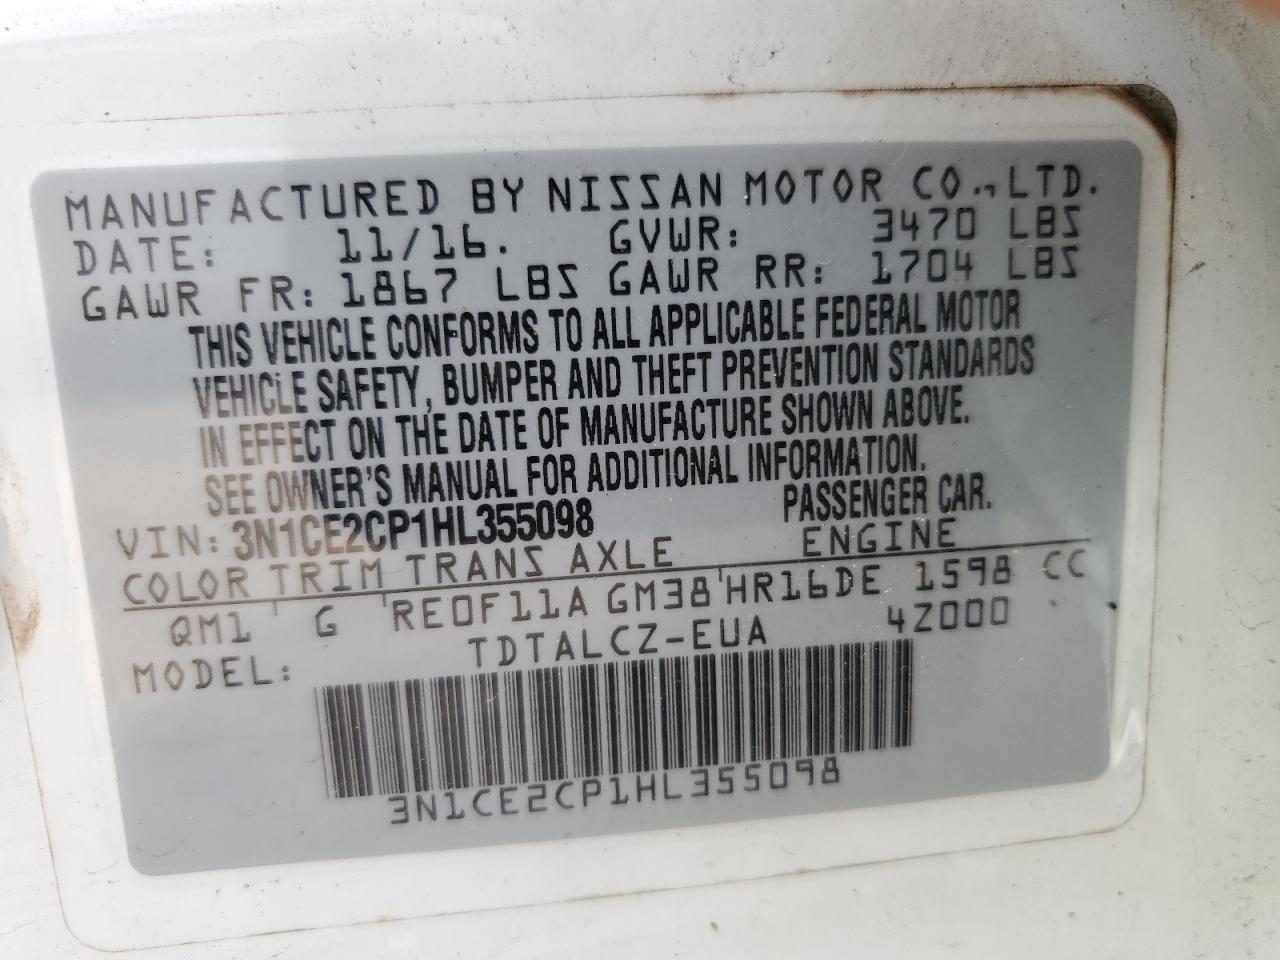 MANUFACTURED BY NISSAN MOTOR CO., LTD.
DATE: 11/16. GVWR: 3470 LBS
GAWR FR: 1867 LBS GAWR RR: 1704 LBS
THIS VEHICLE CONFORMS TO ALL APPLICABLE FEDERAL MOTOR
VEHICLE SAFETY, BUMPER AND THEFT PREVENTION STANDARDS
IN EFFECT ON THE DATE OF MANUFACTURE SHOWN ABOVE.
SEE OWNER'S MANUAL FOR ADDITIONAL INFORMATION.
VIN: 3N1CE2CP1HL355098 PASSENGER CAR.
COLOR TRIM TRANS AXLE ENGINE
QM1 ' G 'RE0F11A GM38'HR16DE 1598 CC
MODEL: TDTALCZ-EUA 4Z000
3N1CE2CP1HL355098